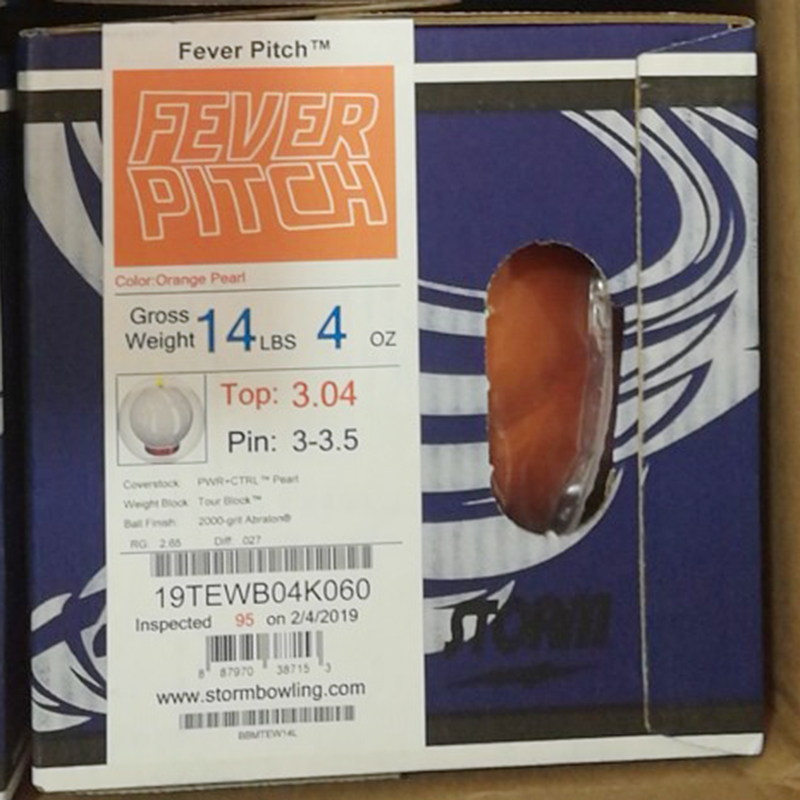 Fever Pitch™
FEVER
PITCH
Color:Orange Pearl
Gross Weight 14 LBS 4 OZ
Top: 3.04
Pin: 3-3.5
Coverstock: PWR+CTRL™ Pearl
Weight Block: Tour Block™
Ball Finish: 2000-grit Abralon®
RG: 2.65 Diff: .027
19TEWB04K060
Inspected 95 on 2/4/2019
8 87970 38715 3
www.stormbowling.com
BBMTEW14L
STORM